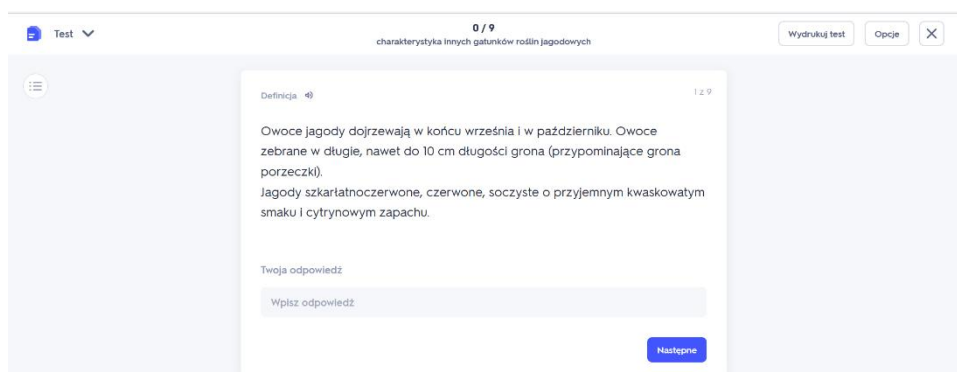 Test
0 / 9
charakterystyka innych gatunków roślin jagodowych
Wydrukuj test
Opcje
Definicja
1 z 9
Owoce jagody dojrzewają w końcu września i w październiku. Owoce
zebrane w długie, nawet do 10 cm długości grona (przypominające grona
porzeczki).
Jagody szkarłatnoczerwone, czerwone, soczyste o przyjemnym kwaskowatym
smaku i cytrynowym zapachu.
Twoja odpowiedź
Wpisz odpowiedź
Następne